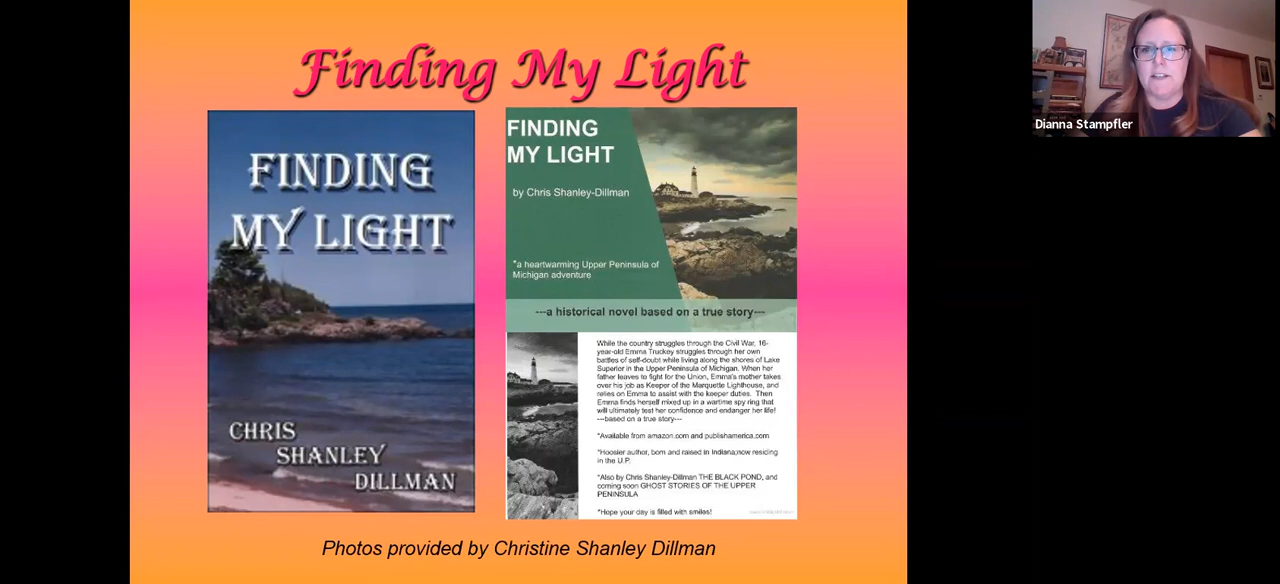 Finding My Light
FINDING
MY LIGHT
CHRIS
SHANLEY
DILLMAN
FINDING
MY LIGHT
by Chris Shanley-Dillman
"a heartwarming Upper Peninsula of
Michigan adventure
---a historical novel based on a true story---
While the country struggles through the Civil War, 16-
year-old Emma Truckey struggles through her own
battles of self-doubt while living along the shores of Lake
Superior in the Upper Peninsula of Michigan. When her
father leaves to fight for the Union, Emma's mother takes
over his job as Keeper of the Marquette Lighthouse, and
relies on Emma to assist with the keeper duties. Then
Emma finds herself mixed up in a wartime spy ring that
will ultimately test her confidence and endanger her life!
---based on a true story---
*Available from amazon.com and publishamerica.com
*Hoosier author, born and raised in Indiana;now residing
in the U.P.
*Also by Chris Shanley-Dillman THE BLACK POND, and
coming soon GHOST STORIES OF THE UPPER
PENINSULA
*Hope your day is filled with smiles!
Photos provided by Christine Shanley Dillman
Dianna Stampfler